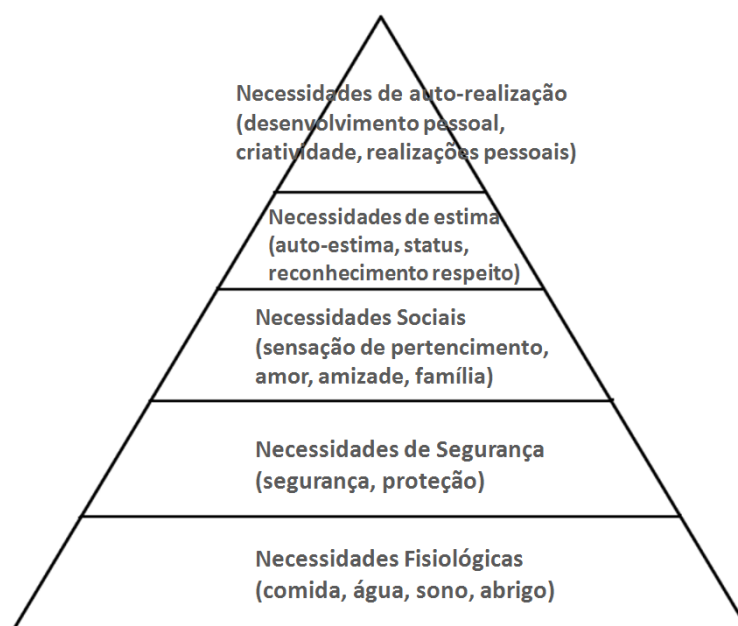 Necessidades de auto-realização
(desenvolvimento pessoal,
criatividade, realizações pessoais)
Necessidades de estima
(auto-estima, status,
reconhecimento respeito)
Necessidades Sociais
(sensação de pertencimento,
amor, amizade, família)
Necessidades de Segurança
(segurança, proteção)
Necessidades Fisiológicas
(comida, água, sono, abrigo)